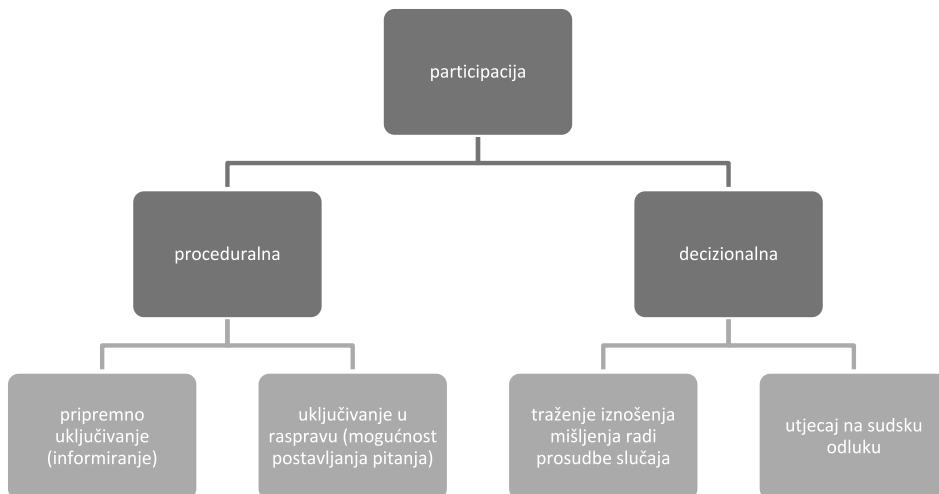 participacija
proceduralna
decizionalna
pripremno
uključivanje
(informiranje)
uključivanje u
raspravu (mogućnost
postavljanja pitanja)
traženje iznošenja
mišljenja radi
prosudbe slučaja
utjecaj na sudsku
odluku